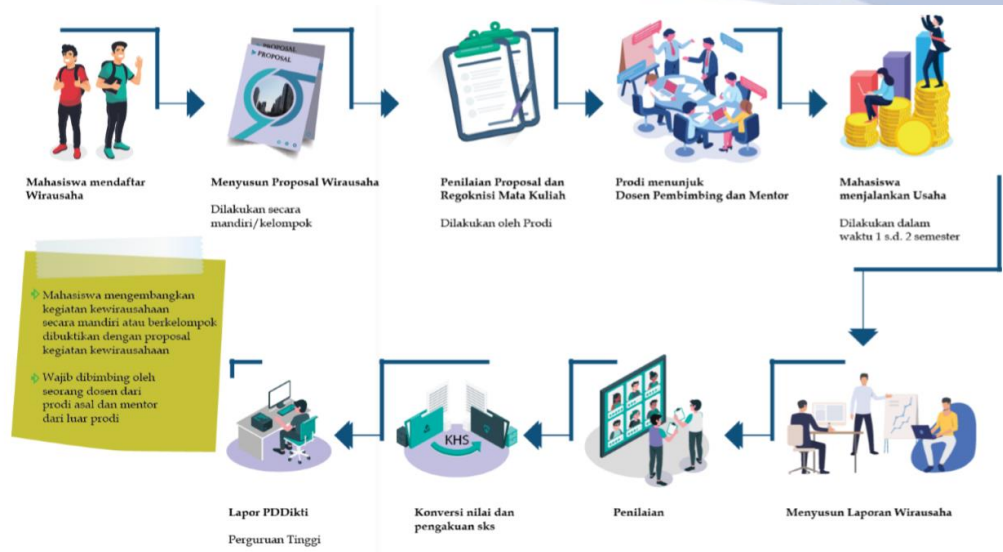 PROPOSAL
PROPOSAL
Mahasiswa mendaftar
Wirausaha
Menyusun Proposal Wirausaha
Dilakukan secara
mandiri/kelompok
Penilaian Proposal dan
Regoknisi Mata Kuliah
Dilakukan oleh Prodi
Prodi menunjuk
Dosen Pembimbing dan Mentor
Mahasiswa
menjalankan Usaha
Dilakukan dalam
waktu 1 s.d. 2 semester
Mahasiswa mengembangkan
kegiatan kewirausahaan
secara mandiri atau berkelompok
dibuktikan dengan proposal
kegiatan kewirausahaan
Wajib dibimbing oleh
seorang dosen dari
prodi asal dan mentor
dari luar prodi
KHS
Lapor PDDikti
Perguruan Tinggi
Konversi nilai dan
pengakuan sks
Penilaian
Menyusun Laporan Wirausaha